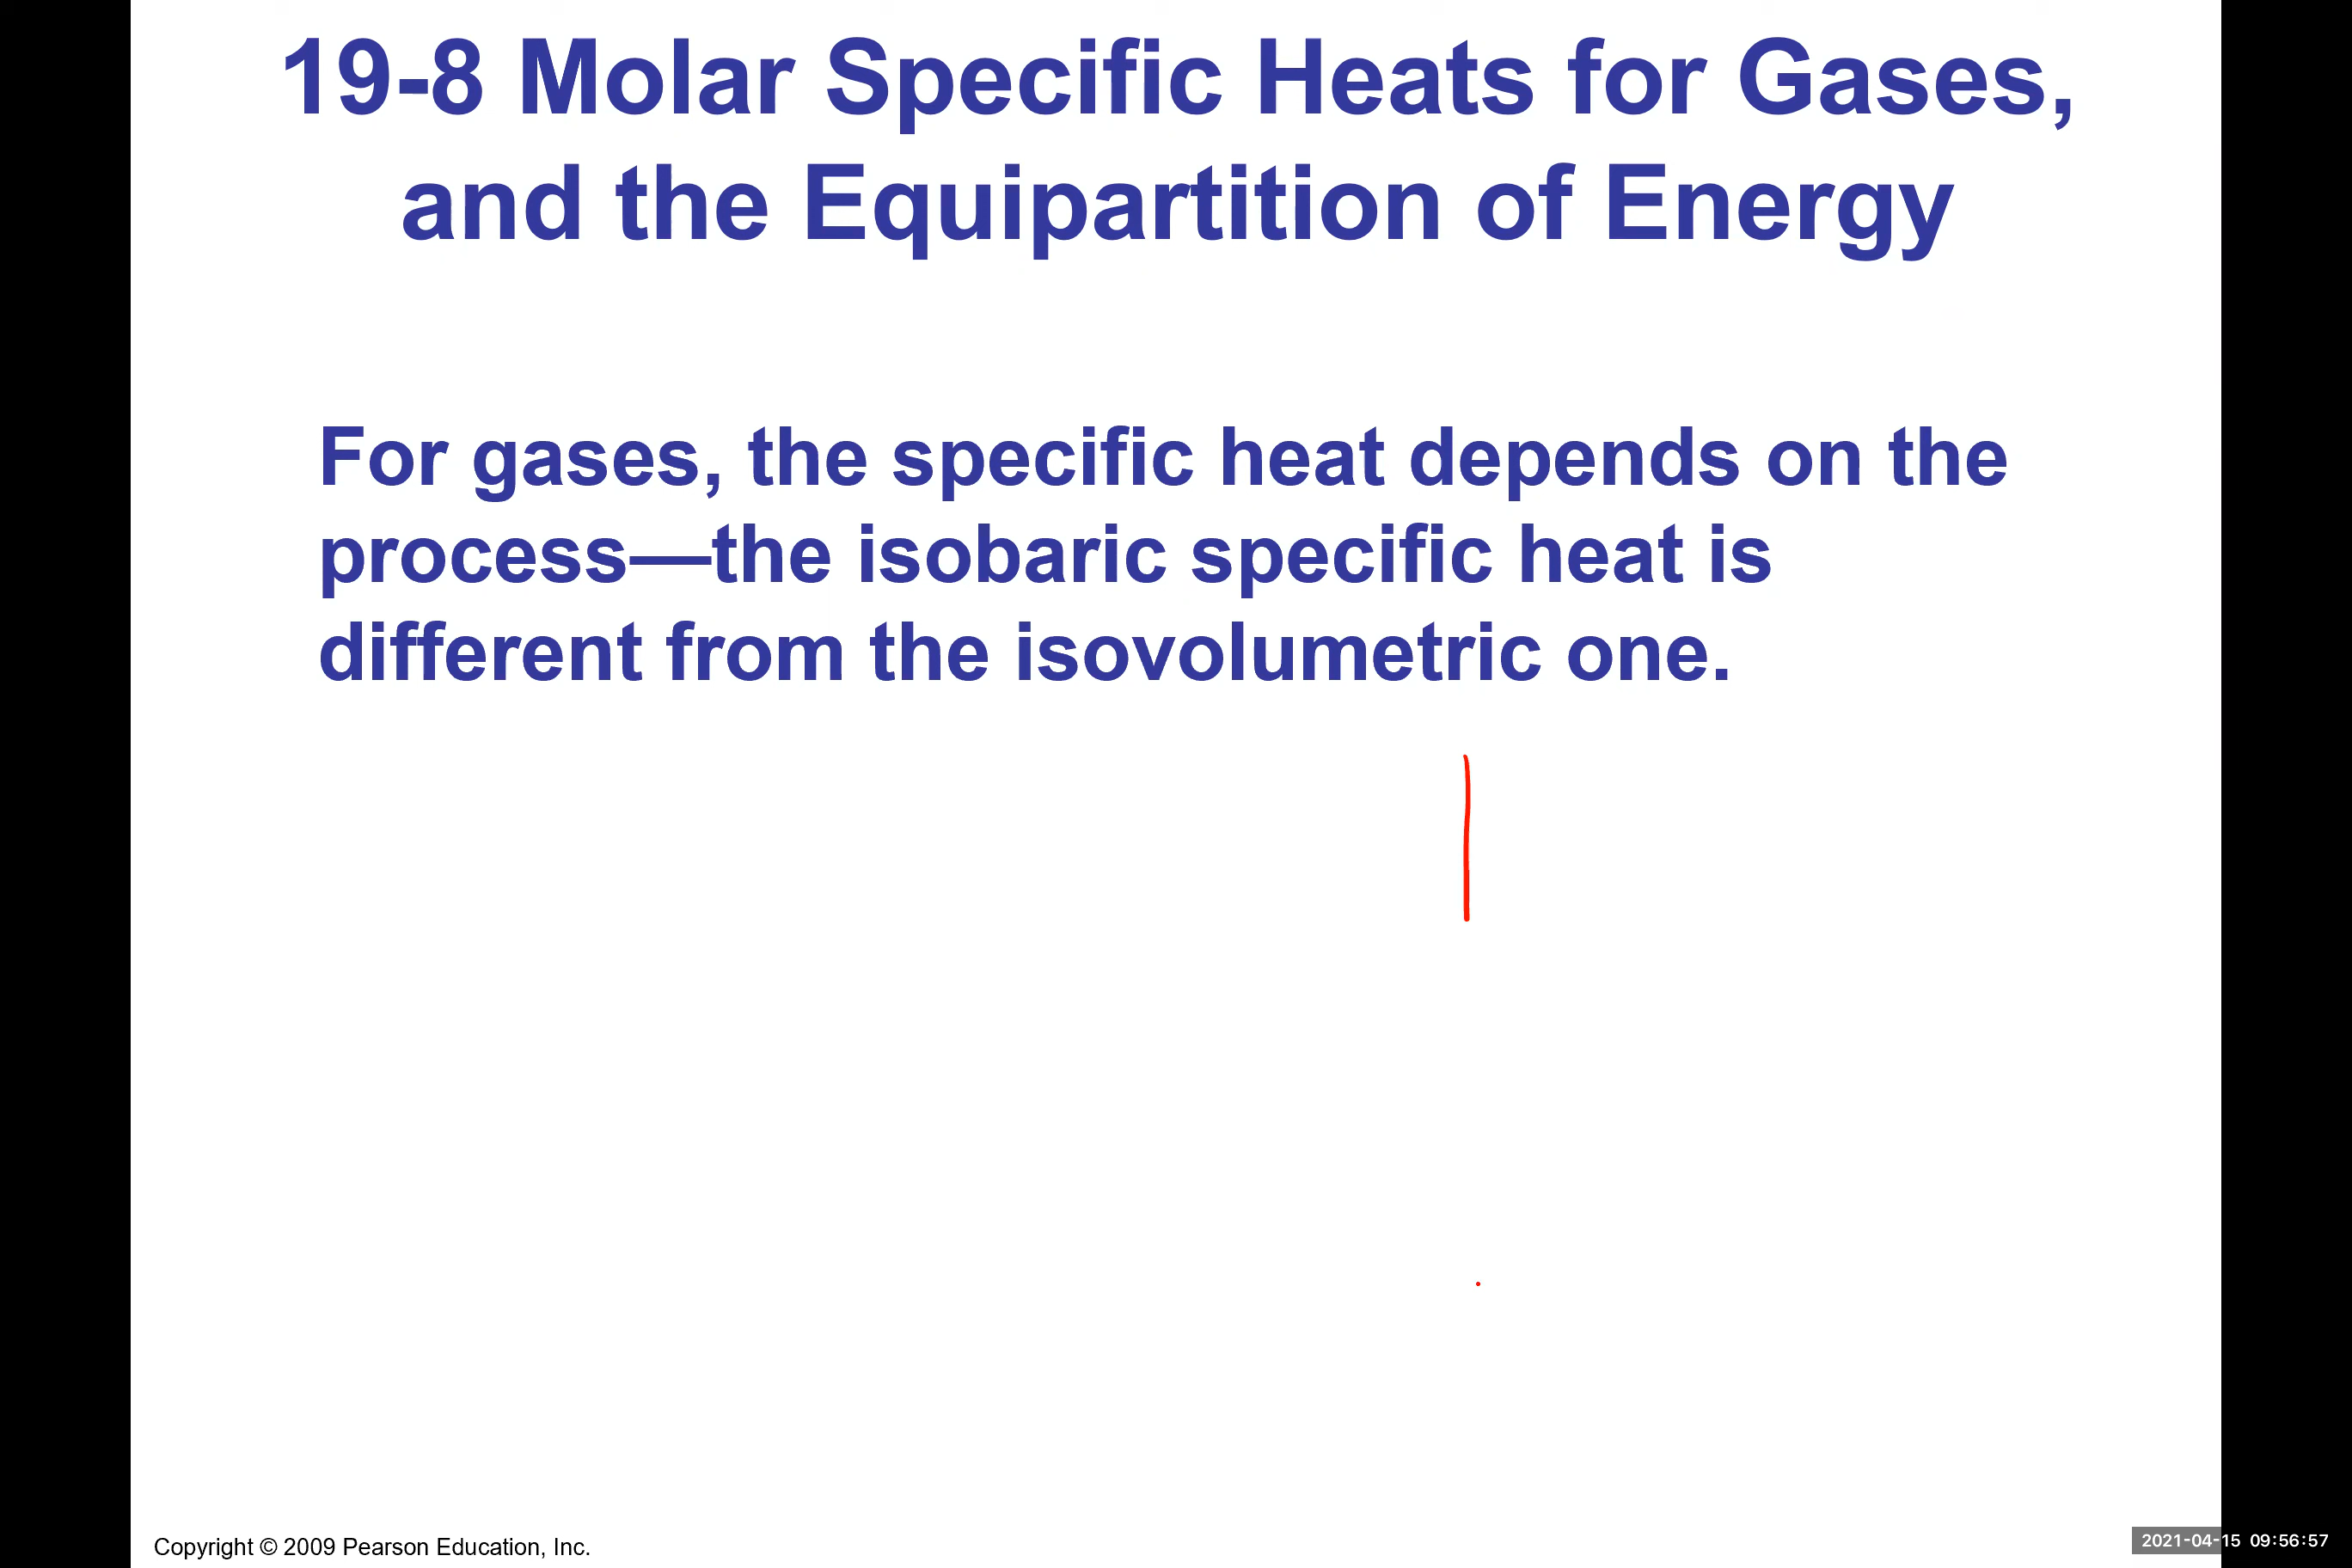 19-8 Molar Specific Heats for Gases,
and the Equipartition of Energy
For gases, the specific heat depends on the
process—the isobaric specific heat is
different from the isovolumetric one.
Copyright © 2009 Pearson Education, Inc.
2021-04-15 09:56:57